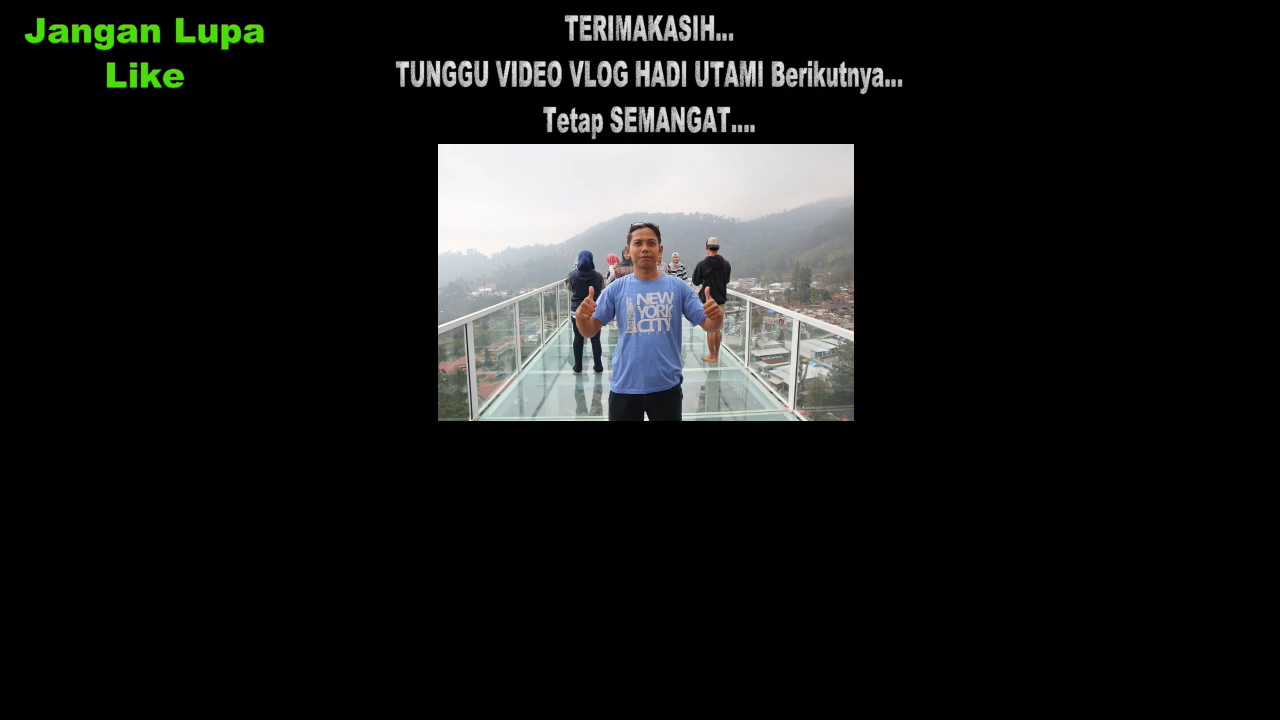 Jangan Lupa
Like
TERIMAKASIH...
TUNGGU VIDEO VLOG HADI UTAMI Berikutnya...
Tetap SEMANGAT....
NEW
YORK
CITY